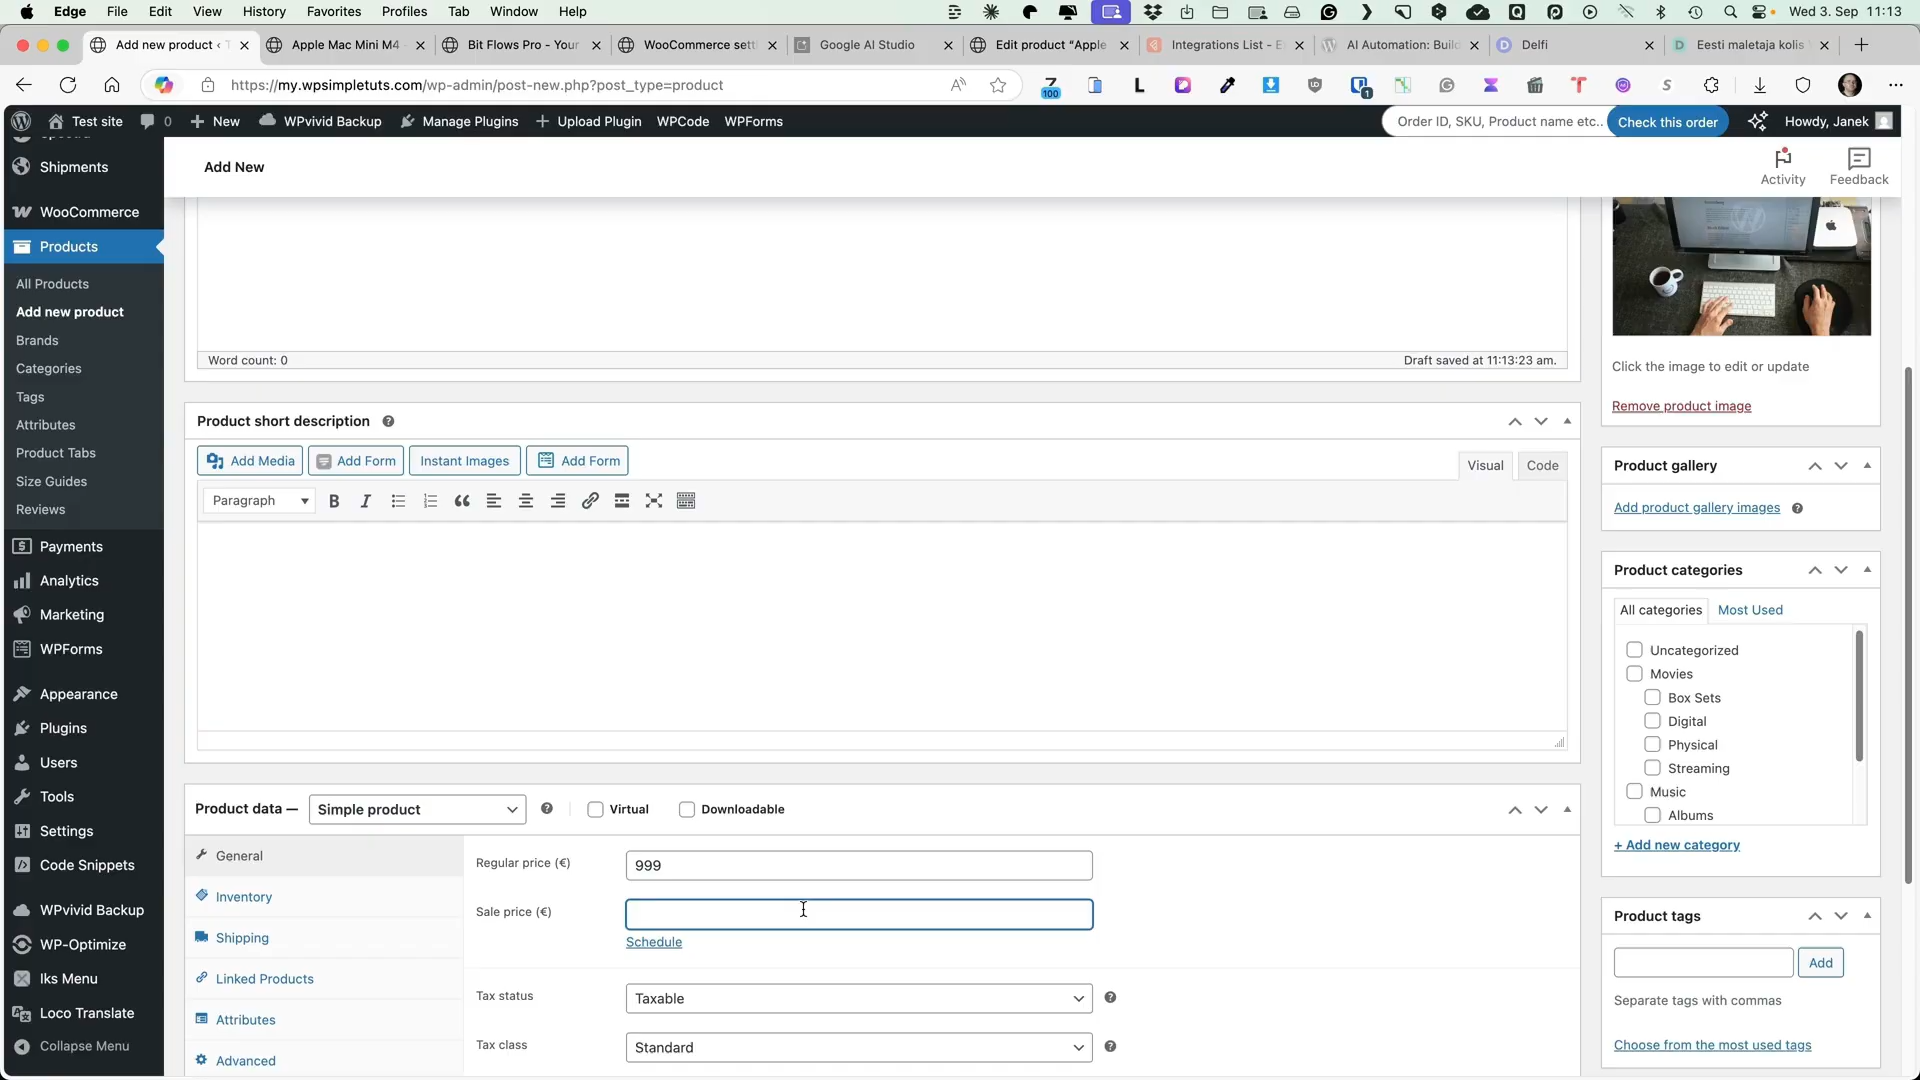 Edge File Edit View History Favorites Profiles Tab Window Help Wed 3. Sep 11:13
Add new product ‹ T Apple Mac Mini M4 Bit Flows Pro - Your WooCommerce sett Google AI Studio Edit product “Apple Integrations List - E AI Automation: Build Delfi Eesti maletaja kolis
https://my.wpsimpletuts.com/wp-admin/post-new.php?post_type=product
100
1
Test site 0 New WPvivid Backup Manage Plugins Upload Plugin WPCode WPForms Order ID, SKU, Product name etc.. Check this order Howdy, Janek
Shipments
WooCommerce
Products
All Products
Add new product
Brands
Categories
Tags
Attributes
Product Tabs
Size Guides
Reviews
Payments
Analytics
Marketing
WPForms
Appearance
Plugins
Users
Tools
Settings
Code Snippets
WPvivid Backup
WP-Optimize
Iks Menu
Loco Translate
Collapse Menu
Add New
Activity
Feedback
Word count: 0
Draft saved at 11:13:23 am.
Product short description
Add Media Add Form Instant Images Add Form
Visual Code
Paragraph
Product data — Simple product Virtual Downloadable
General
Inventory
Shipping
Linked Products
Attributes
Advanced
Regular price (€) 999
Sale price (€)
Schedule
Tax status Taxable
Tax class Standard
Click the image to edit or update
Remove product image
Product gallery
Add product gallery images
Product categories
All categories Most Used
Uncategorized
Movies
Box Sets
Digital
Physical
Streaming
Music
Albums
+ Add new category
Product tags
Add
Separate tags with commas
Choose from the most used tags